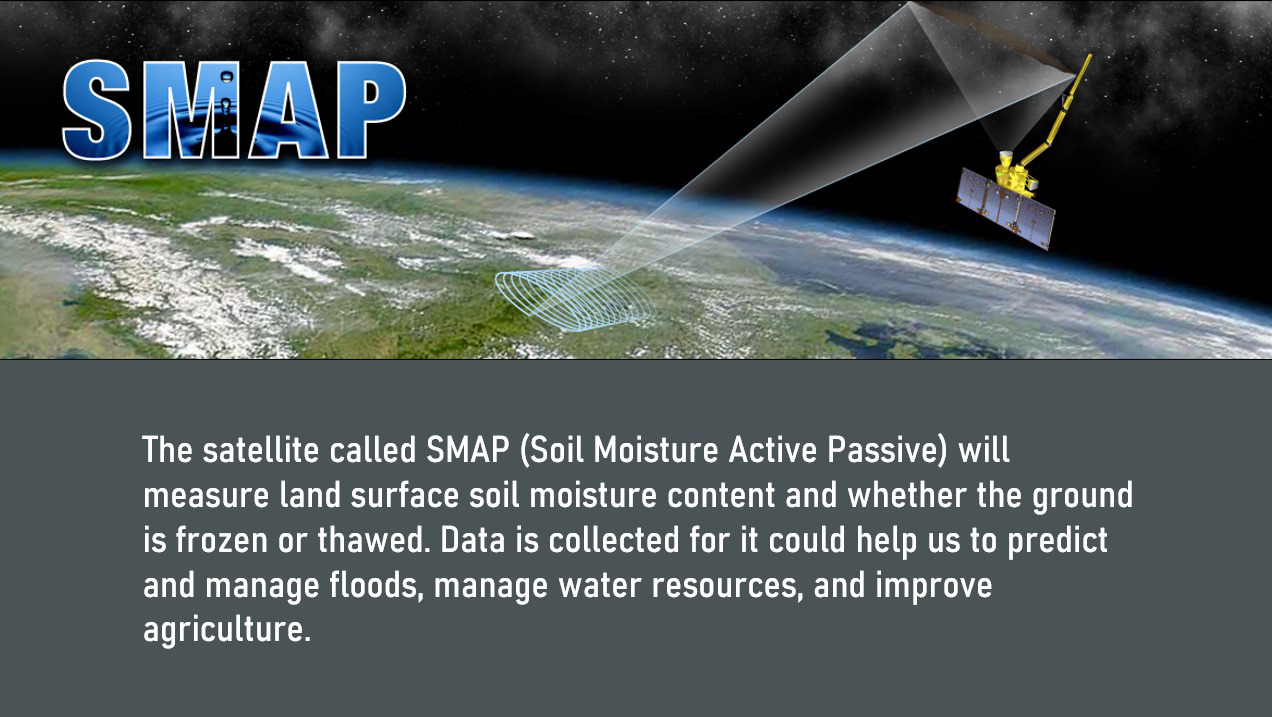 SMAP
The satellite called SMAP (Soil Moisture Active Passive) will
measure land surface soil moisture content and whether the ground
is frozen or thawed. Data is collected for it could help us to predict
and manage floods, manage water resources, and improve
agriculture.